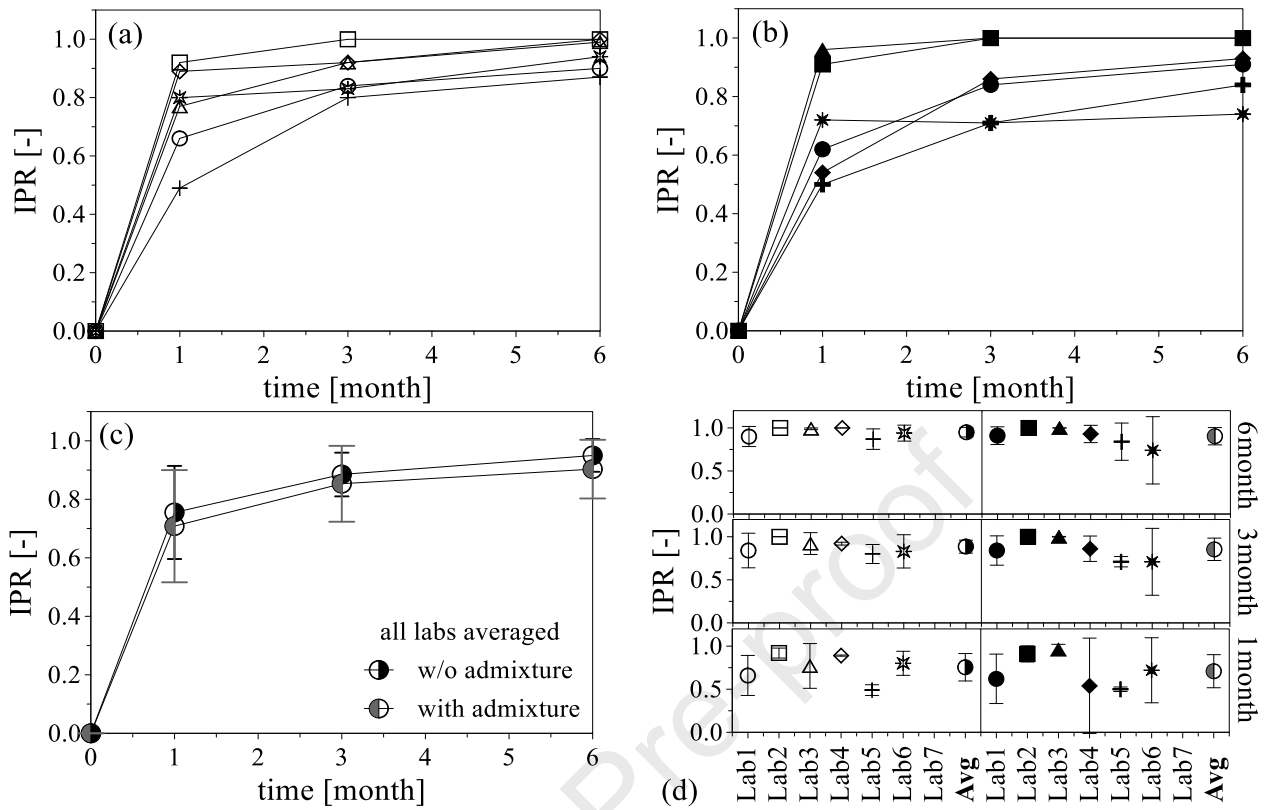 (a)
IPR [-]
1.0
0.8
0.6
0.4
0.2
0.0
0 1 2 3 4 5 6
time [month]
(b)
IPR [-]
1.0
0.8
0.6
0.4
0.2
0.0
0 1 2 3 4 5 6
time [month]
(c)
IPR [-]
1.0
0.8
0.6
0.4
0.2
0.0
all labs averaged
w/o admixture
with admixture
0 1 2 3 4 5 6
time [month]
IPR [-]
1.0
0.5
0.0
6month
1.0
0.5
0.0
3month
1.0
0.5
0.0
1month
Lab1 Lab2 Lab3 Lab4 Lab5 Lab6 Lab7 Avg Lab1 Lab2 Lab3 Lab4 Lab5 Lab6 Lab7 Avg
(d)
Pre-proof